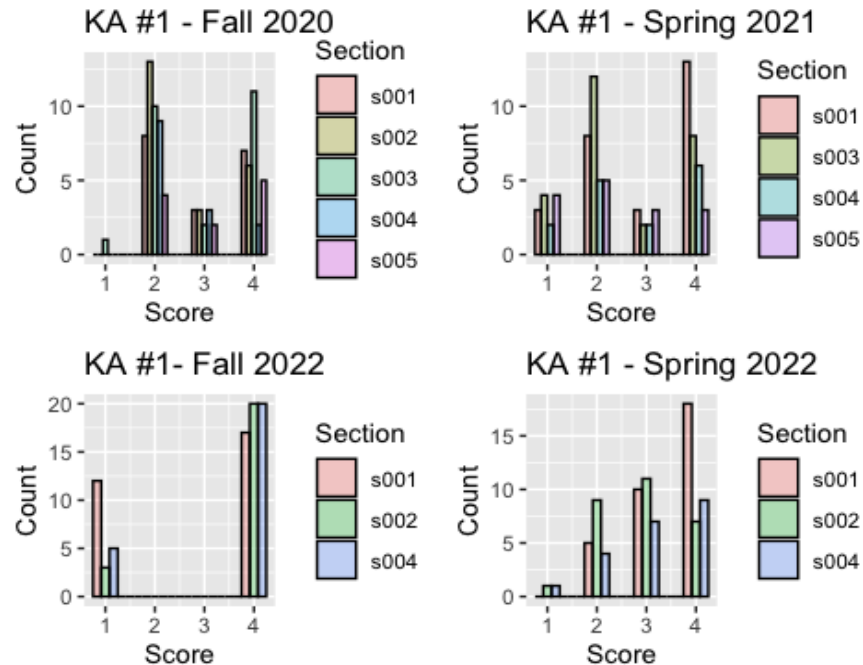 KA #1 - Fall 2020
Count
10
5
0
1 2 3 4
Score
Section
s001
s002
s003
s004
s005
KA #1 - Spring 2021
Count
10
5
0
1 2 3 4
Score
Section
s001
s003
s004
s005
KA #1- Fall 2022
Count
20
15
10
5
0
1 2 3 4
Score
Section
s001
s002
s004
KA #1 - Spring 2022
Count
15
10
5
0
1 2 3 4
Score
Section
s001
s002
s004